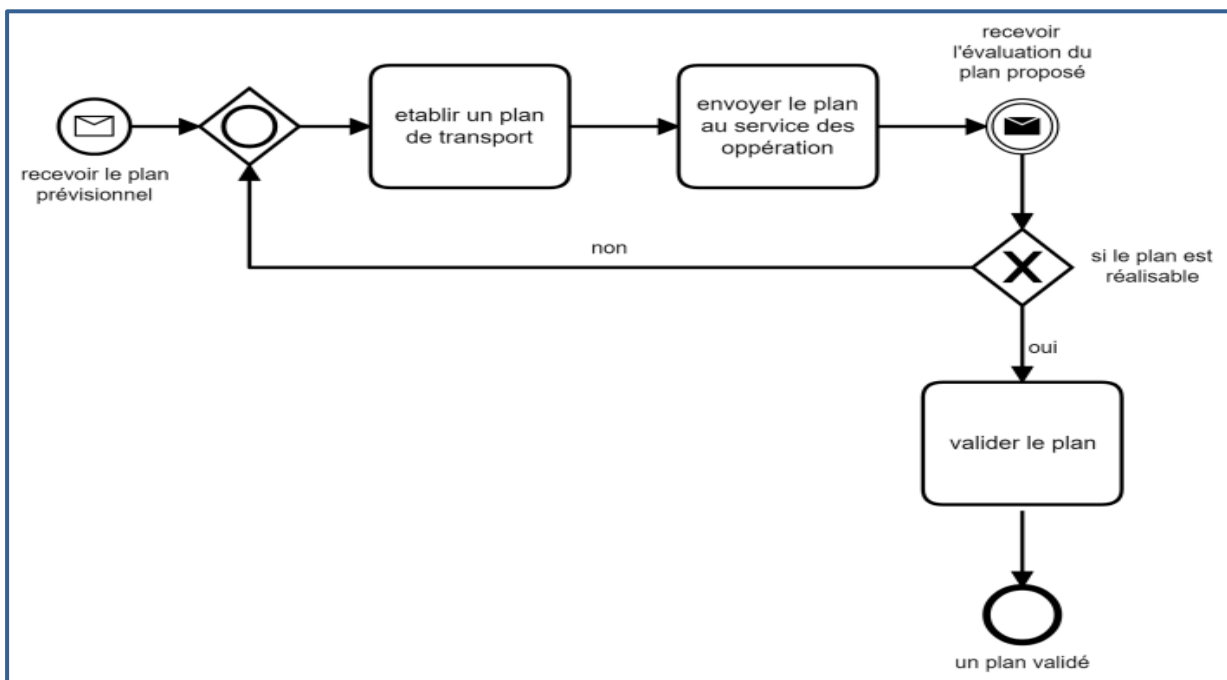 recevoir
l'évaluation du
plan proposé
recevoir le plan
prévisionnel
etablir un plan
de transport
envoyer le plan
au service des
oppération
non
si le plan est
réalisable
oui
valider le plan
un plan validé